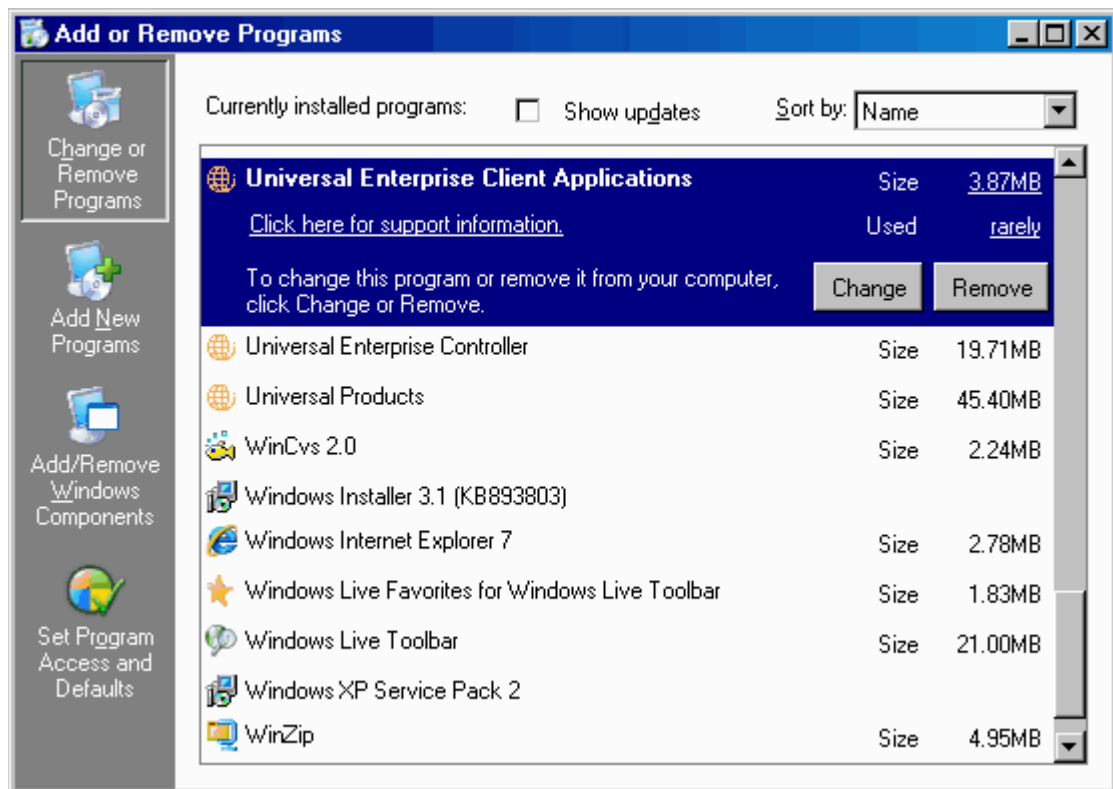 Add or Remove Programs
Change or
Remove
Programs
Add New
Programs
Add/Remove
Windows
Components
Set Program
Access and
Defaults
Currently installed programs: Show updates Sort by: Name
Universal Enterprise Client Applications Size 3.87MB
Click here for support information. Used rarely
To change this program or remove it from your computer,
click Change or Remove. Change Remove
Universal Enterprise Controller Size 19.71MB
Universal Products Size 45.40MB
WinCvs 2.0 Size 2.24MB
Windows Installer 3.1 (KB893803)
Windows Internet Explorer 7 Size 2.78MB
Windows Live Favorites for Windows Live Toolbar Size 1.83MB
Windows Live Toolbar Size 21.00MB
Windows XP Service Pack 2
WinZip Size 4.95MB